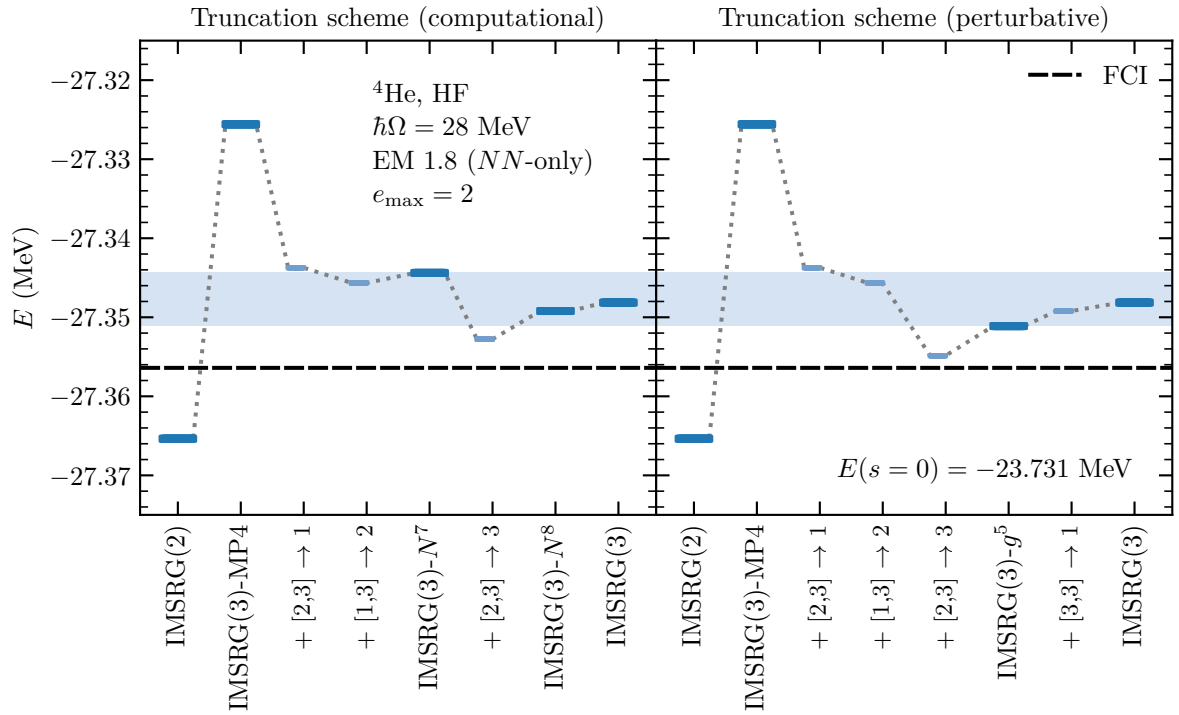 Truncation scheme (computational)
Truncation scheme (perturbative)
E (MeV)
−27.32
−27.33
−27.34
−27.35
−27.36
−27.37
⁴He, HF
ℏΩ = 28 MeV
EM 1.8 (NN-only)
e_max = 2
FCI
E(s = 0) = −23.731 MeV
IMSRG(2)
IMSRG(3)-MP4
+ [2,3] → 1
+ [1,3] → 2
IMSRG(3)-N⁷
+ [2,3] → 3
IMSRG(3)-N⁸
IMSRG(3)
IMSRG(2)
IMSRG(3)-MP4
+ [2,3] → 1
+ [1,3] → 2
+ [2,3] → 3
IMSRG(3)-g⁵
+ [3,3] → 1
IMSRG(3)